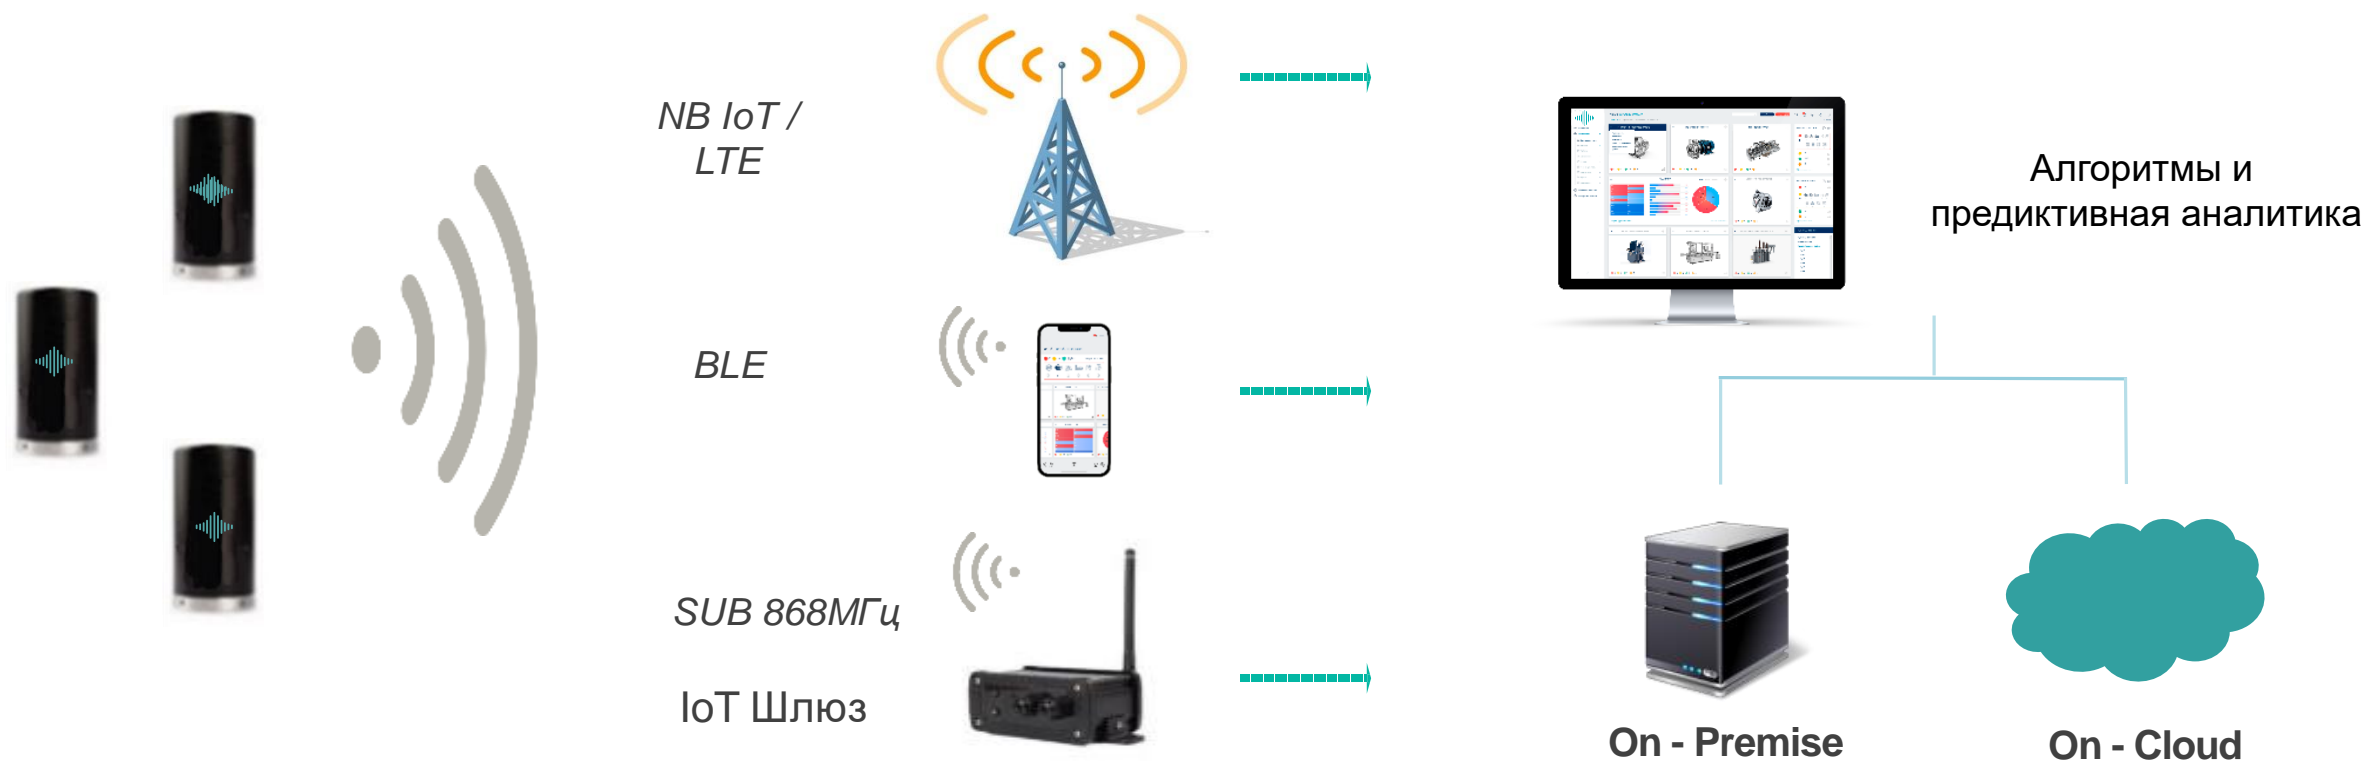 NB IoT /
LTE
BLE
SUB 868МГц
IoT Шлюз
Алгоритмы и
предиктивная аналитика
On - Premise
On - Cloud